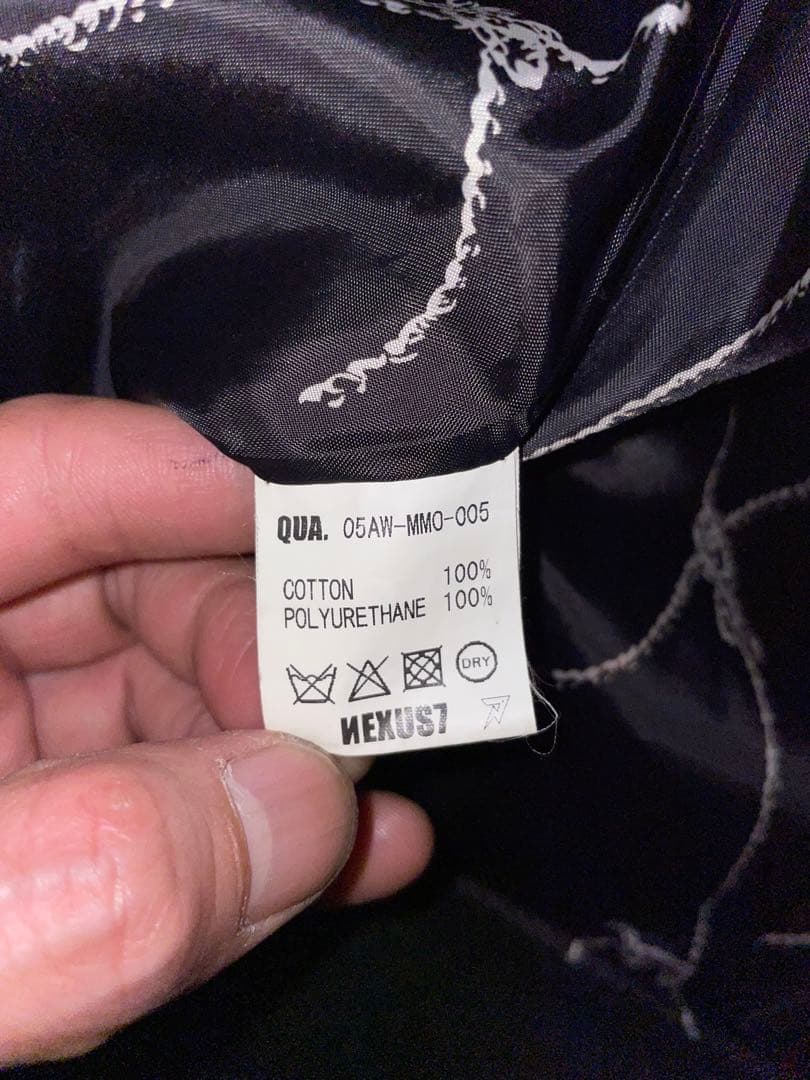 QUA. 05AW-MMO-005
COTTON 100%
POLYURETHANE 100%
DRY
NEXUS7